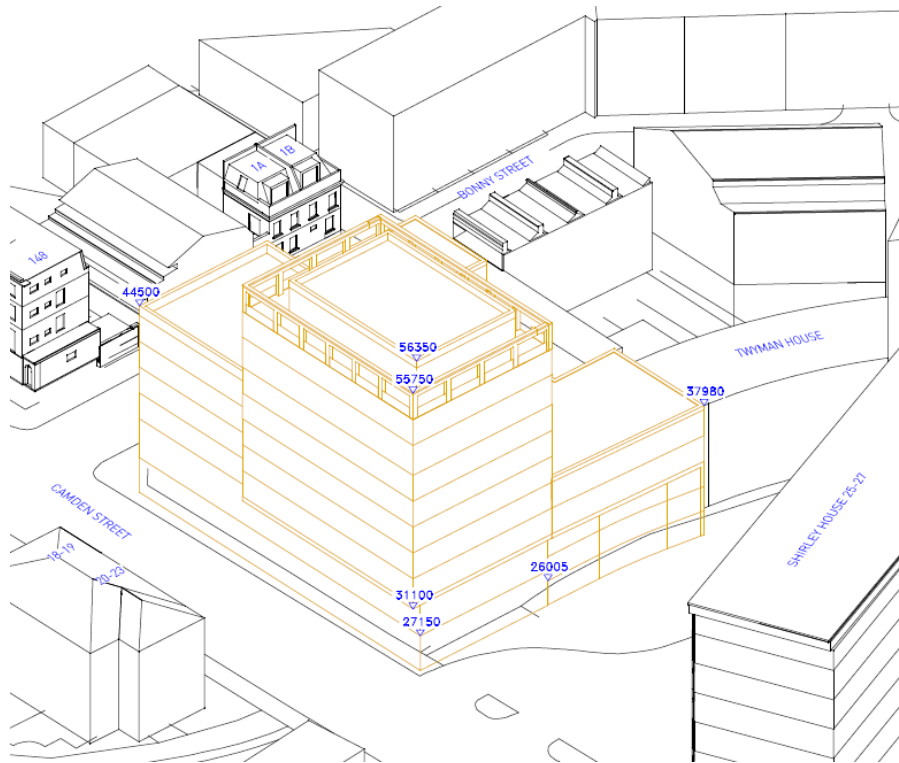 1B
1A
BONNY STREET
148
44500
56350
TWYMAN HOUSE
55750
37980
CAMDEN STREET
SHIRLEY HOUSE 25-27
18-19
20-23
26005
31100
27150